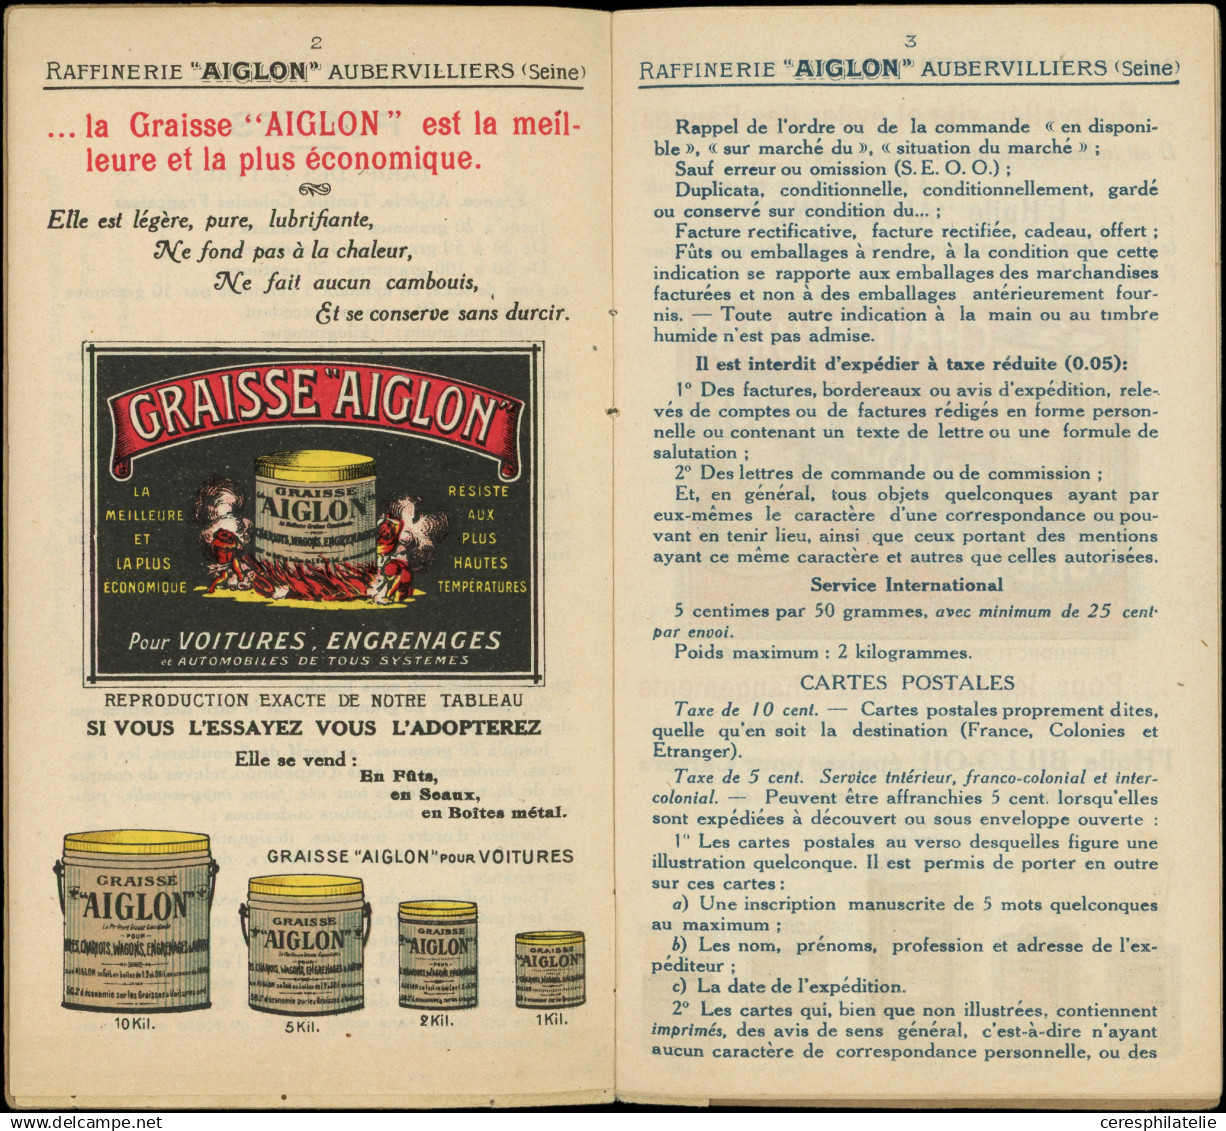 2
RAFFINERIE "AIGLON" AUBERVILLIERS (Seine)
... la Graisse "AIGLON" est la meil-
leure et la plus économique.
Elle est légère, pure, lubrifiante,
Ne fond pas à la chaleur,
Ne fait aucun cambouis,
Et se conserve sans durcir.
GRAISSE "AIGLON"
LA
MEILLEURE
ET
LA PLUS
ÉCONOMIQUE
GRAISSE
"AIGLON"
CHARIOTS, WAGONS, ENGRENAGES
RÉSISTE
AUX
PLUS
HAUTES
TEMPÉRATURES
Pour VOITURES, ENGRENAGES
et AUTOMOBILES DE TOUS SYSTEMES
REPRODUCTION EXACTE DE NOTRE TABLEAU
SI VOUS L'ESSAYEZ VOUS L'ADOPTEREZ
Elle se vend :
En Fûts,
en Seaux,
en Boîtes métal.
GRAISSE "AIGLON" POUR VOITURES
GRAISSE
"AIGLON"
POUR
CHARIOTS, WAGONS, ENGRENAGES
10 Kil.
GRAISSE
"AIGLON"
5 Kil.
GRAISSE
"AIGLON"
2 Kil.
GRAISSE
"AIGLON"
1 Kil.
3
RAFFINERIE "AIGLON" AUBERVILLIERS (Seine)
Rappel de l'ordre ou de la commande « en disponi-
ble », « sur marché du », « situation du marché » ;
Sauf erreur ou omission (S. E. O. O.) ;
Duplicata, conditionnelle, conditionnellement, gardé
ou conservé sur condition du... ;
Facture rectificative, facture rectifiée, cadeau, offert ;
Fûts ou emballages à rendre, à la condition que cette
indication se rapporte aux emballages des marchandises
facturées et non à des emballages antérieurement four-
nis. — Toute autre indication à la main ou au timbre
humide n'est pas admise.
Il est interdit d'expédier à taxe réduite (0.05):
1° Des factures, bordereaux ou avis d'expédition, rele-
vés de comptes ou de factures rédigés en forme person-
nelle ou contenant un texte de lettre ou une formule de
salutation ;
2° Des lettres de commande ou de commission ;
Et, en général, tous objets quelconques ayant par
eux-mêmes le caractère d'une correspondance ou pou-
vant en tenir lieu, ainsi que ceux portant des mentions
ayant ce même caractère et autres que celles autorisées.
Service International
5 centimes par 50 grammes, avec minimum de 25 cent.
par envoi.
Poids maximum : 2 kilogrammes.
CARTES POSTALES
Taxe de 10 cent. — Cartes postales proprement dites,
quelle qu'en soit la destination (France, Colonies et
Etranger).
Taxe de 5 cent. Service intérieur, franco-colonial et inter-
colonial. — Peuvent être affranchies 5 cent. lorsqu'elles
sont expédiées à découvert ou sous enveloppe ouverte :
1° Les cartes postales au verso desquelles figure une
illustration quelconque. Il est permis de porter en outre
sur ces cartes :
a) Une inscription manuscrite de 5 mots quelconques
au maximum ;
b) Les nom, prénoms, profession et adresse de l'ex-
péditeur ;
c) La date de l'expédition.
2° Les cartes qui, bien que non illustrées, contiennent
imprimés, des avis de sens général, c'est-à-dire n'ayant
aucun caractère de correspondance personnelle, ou des
ceresphilatelie